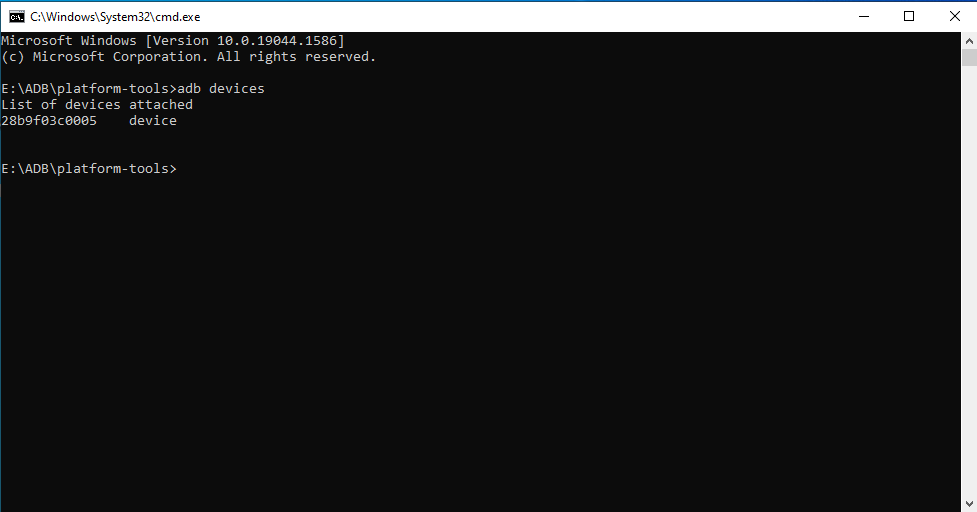 C:\Windows\System32\cmd.exe
Microsoft Windows [Version 10.0.19044.1586]
(c) Microsoft Corporation. All rights reserved.
E:\ADB\platform-tools>adb devices
List of devices attached
28b9f03c0005    device
E:\ADB\platform-tools>